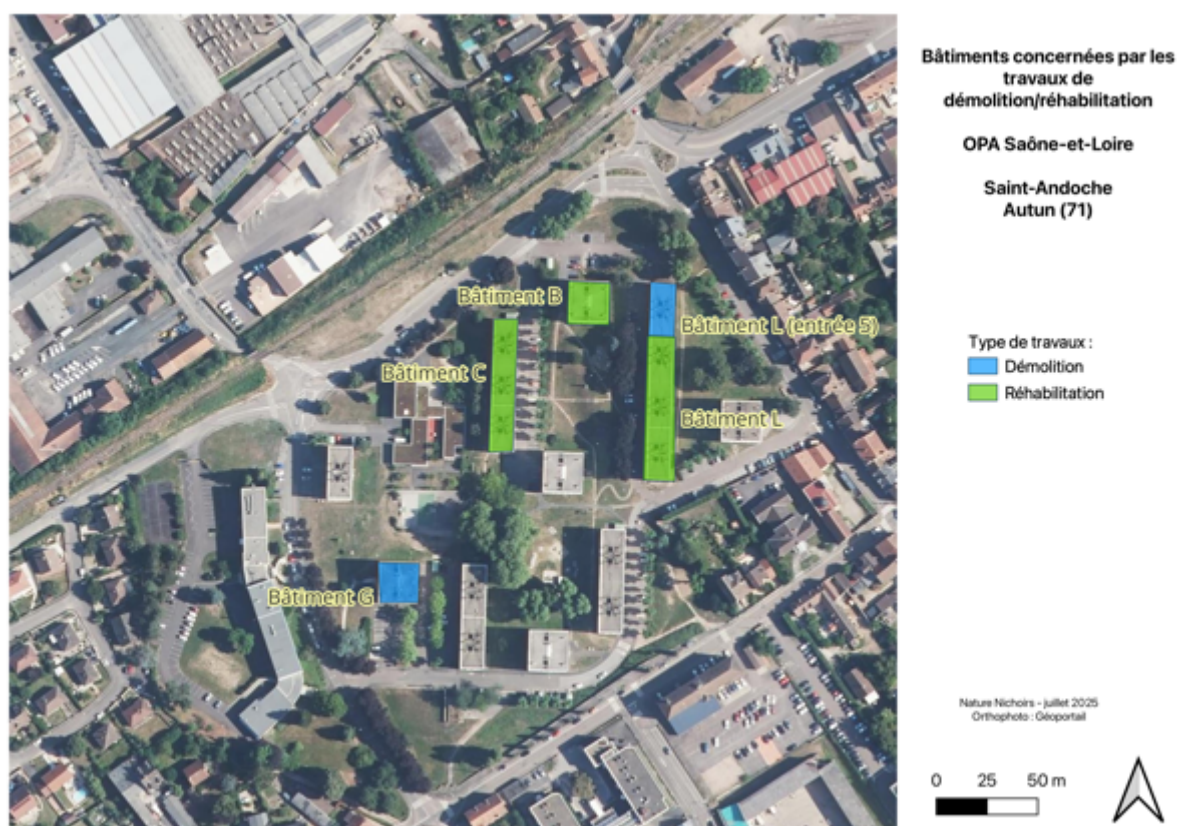 Bâtiments concernées par les
travaux de
démolition/réhabilitation
OPA Saône-et-Loire
Saint-Andoche
Autun (71)
Bâtiment B
Bâtiment L (entrée 5)
Bâtiment C
Bâtiment L
Bâtiment G
Type de travaux :
Démolition
Réhabilitation
Nature Nichoirs - juillet 2025
Orthophoto : Géoportail
0 25 50 m